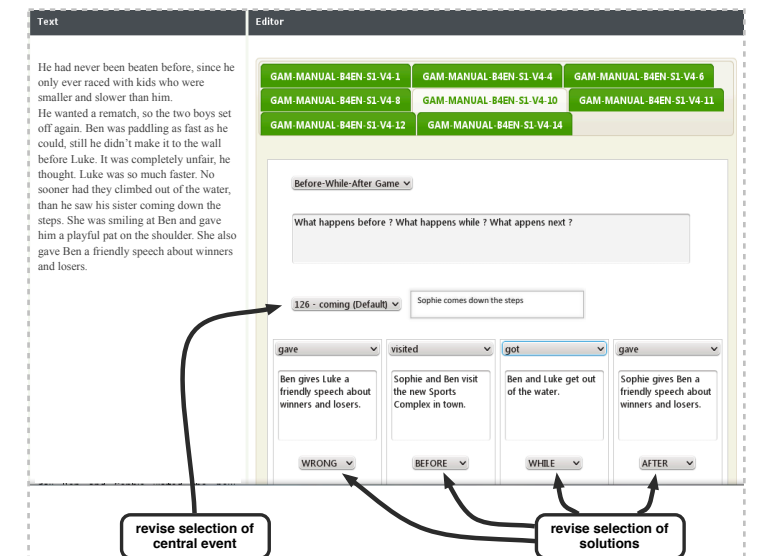 Text
Editor
He had never been beaten before, since he
only ever raced with kids who were
smaller and slower than him.
He wanted a rematch, so the two boys set
off again. Ben was paddling as fast as he
could, still he didn't make it to the wall
before Luke. It was completely unfair, he
thought. Luke was so much faster. No
sooner had they climbed out of the water,
than he saw his sister coming down the
steps. She was smiling at Ben and gave
him a playful pat on the shoulder. She also
gave Ben a friendly speech about winners
and losers.
GAM-MANUAL-B4EN-S1-V4-1 GAM-MANUAL-B4EN-S1-V4-4 GAM-MANUAL-B4EN-S1-V4-6
GAM-MANUAL-B4EN-S1-V4-8 GAM-MANUAL-B4EN-S1-V4-10 GAM-MANUAL-B4EN-S1-V4-11
GAM-MANUAL-B4EN-S1-V4-12 GAM-MANUAL-B4EN-S1-V4-14
Before-While-After Game
What happens before ? What happens while ? What appens next ?
126 - coming (Default)
Sophie comes down the steps
gave
visited
got
gave
Ben gives Luke a
friendly speech about
winners and losers.
Sophie and Ben visit
the new Sports
Complex in town.
Ben and Luke get out
of the water.
Sophie gives Ben a
friendly speech about
winners and losers.
WRONG
BEFORE
WHILE
AFTER
revise selection of
central event
revise selection of
solutions